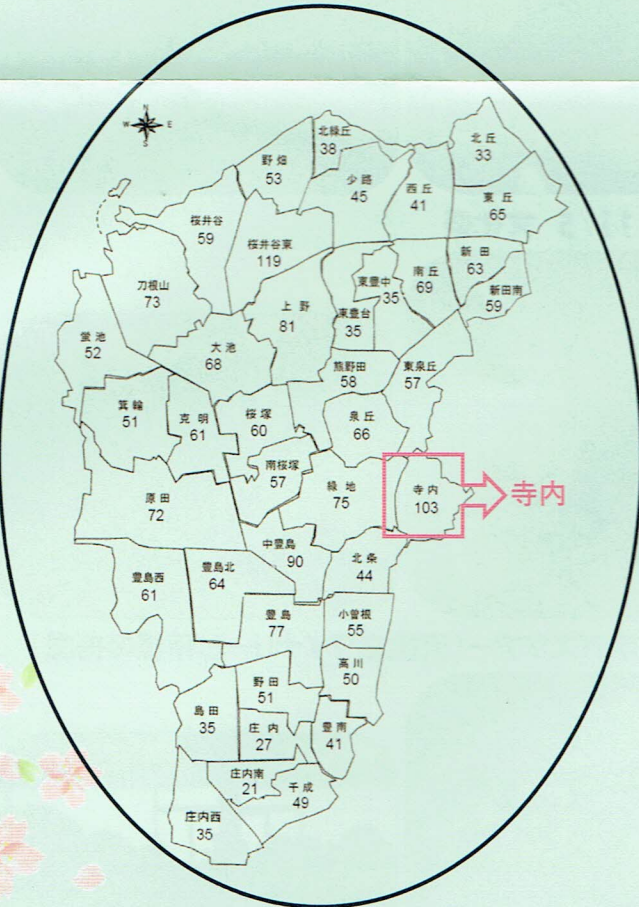 N
W E
S
北緑丘
38
北丘
33
野畑
53
少路
45
西丘
41
東丘
65
桜井谷
59
桜井谷東
119
新田
63
東豊中
35
南丘
69
新田南
59
刀根山
73
上野
81
東豊台
35
蛍池
52
大池
68
熊野田
58
東泉丘
57
箕輪
51
克明
61
桜塚
60
泉丘
66
南桜塚
57
緑地
75
寺内
103
寺内
原田
72
中豊島
90
北条
44
豊島西
61
豊島北
64
豊島
77
小曽根
55
高川
50
野田
51
島田
35
庄内
27
豊南
41
庄内南
21
千成
49
庄内西
35